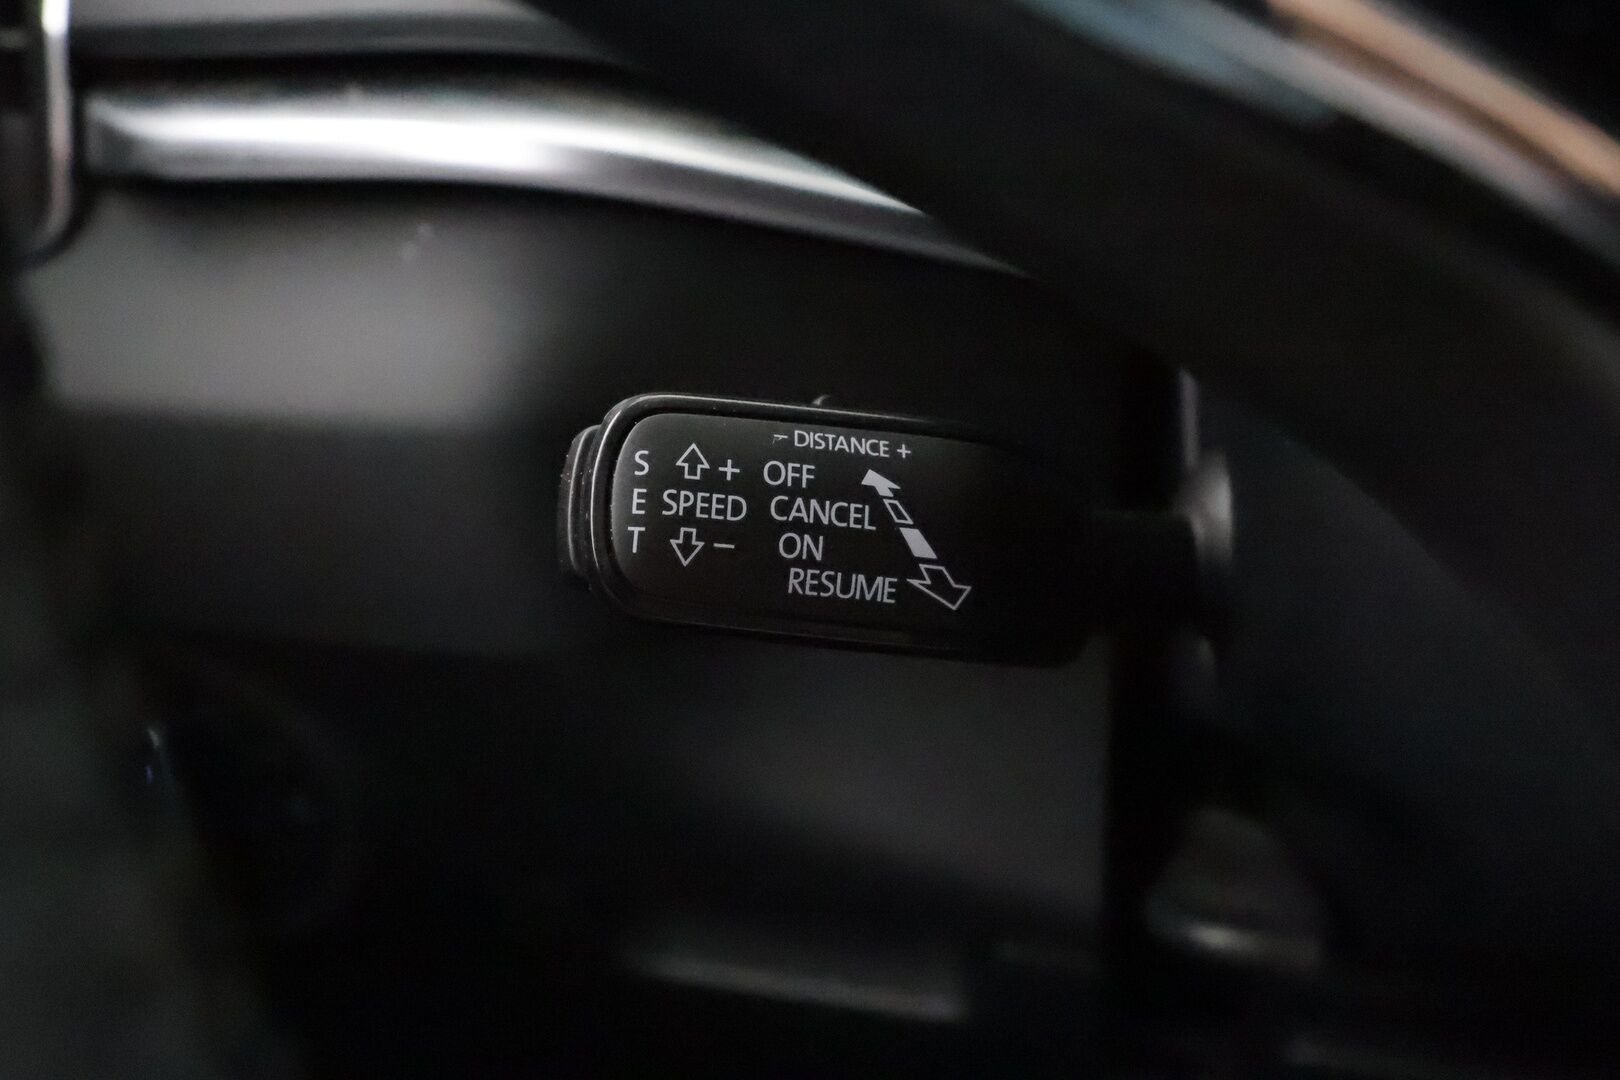 − DISTANCE +
S E T
+ OFF
SPEED CANCEL
− ON
RESUME